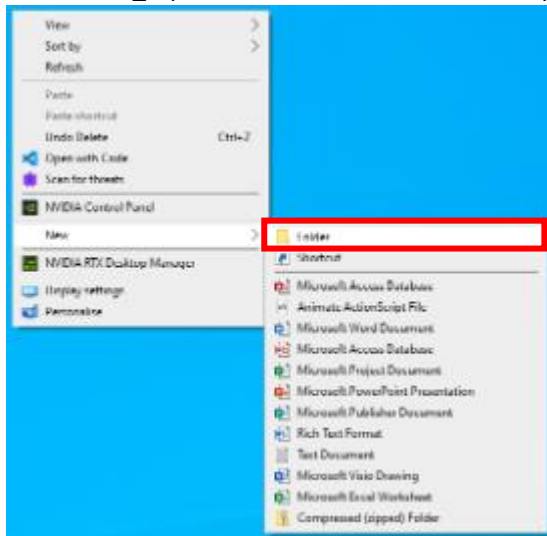 View
Sort by
Refresh
Paste
Paste shortcut
Undo Delete Ctrl+Z
Open with Code
Scan for threats
NVIDIA Control Panel
New
NVIDIA RTX Desktop Manager
Display settings
Personalise
Folder
Shortcut
Microsoft Access Database
Animate ActionScript File
Microsoft Word Document
Microsoft Access Database
Microsoft Project Document
Microsoft PowerPoint Presentation
Microsoft Publisher Document
Rich Text Format
Text Document
Microsoft Visio Drawing
Microsoft Excel Worksheet
Compressed (zipped) Folder